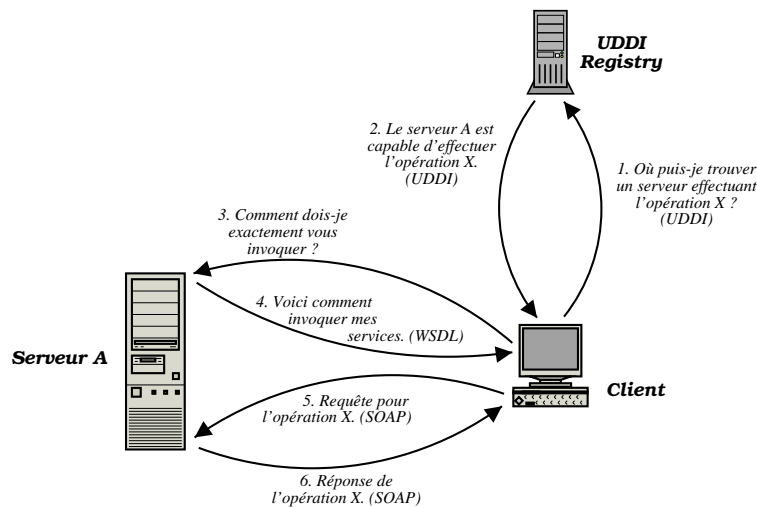 UDDI
Registry
2. Le serveur A est
capable d'effectuer
l'opération X.
(UDDI)
1. Où puis-je trouver
un serveur effectuant
l'opération X ?
(UDDI)
3. Comment dois-je
exactement vous
invoquer ?
4. Voici comment
invoquer mes
services. (WSDL)
Serveur A
Client
5. Requête pour
l'opération X. (SOAP)
6. Réponse de
l'opération X. (SOAP)